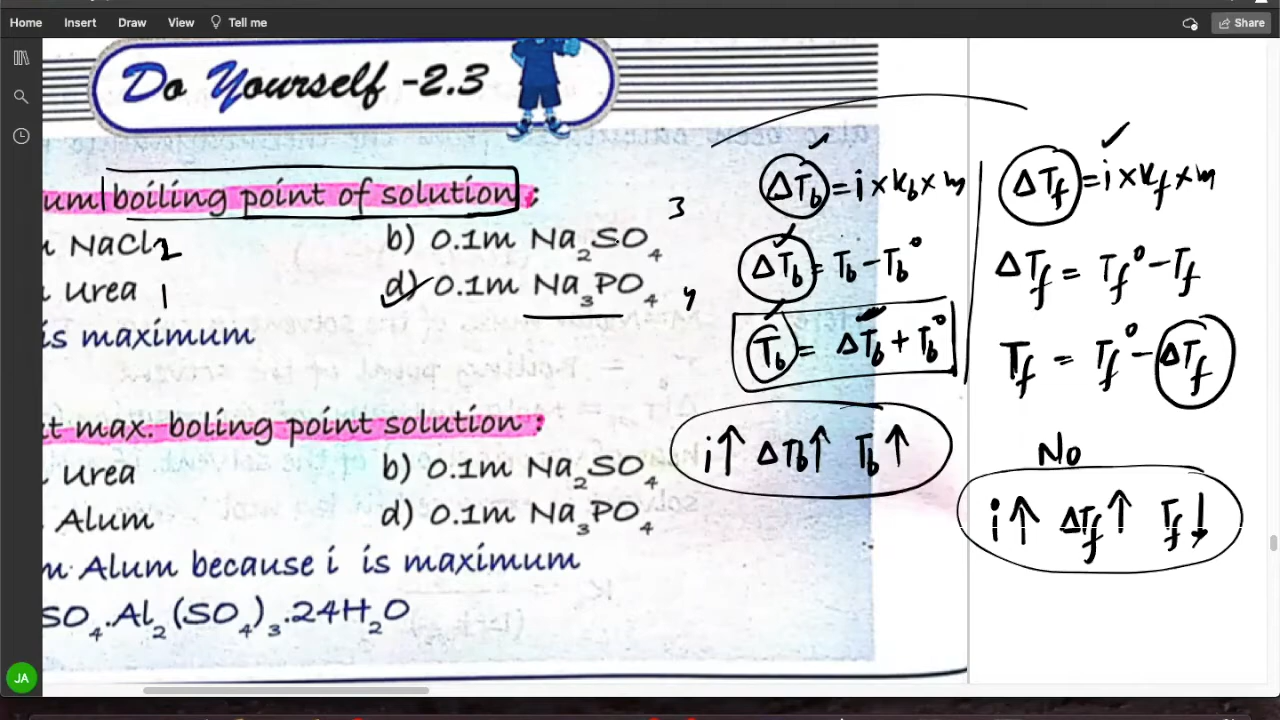 Home Insert Draw View Tell me
Share
Do Yourself -2.3
um boiling point of solution :
m NaCl 2
b) 0.1m Na2SO4 3
m Urea 1
d) 0.1m Na3PO4 4
is maximum
t max. boling point solution :
Urea
b) 0.1m Na2SO4
Alum
d) 0.1m Na3PO4
m Alum because i is maximum
SO4.Al2(SO4)3.24H2O
ΔTb = i × Kb × m
ΔTb = Tb - Tb°
Tb = ΔTb + Tb°
i↑ ΔTb↑ Tb↑
ΔTf = i × Kf × m
ΔTf = Tf° - Tf
Tf = Tf° - ΔTf
No
i↑ ΔTf↑ Tf↓
JA